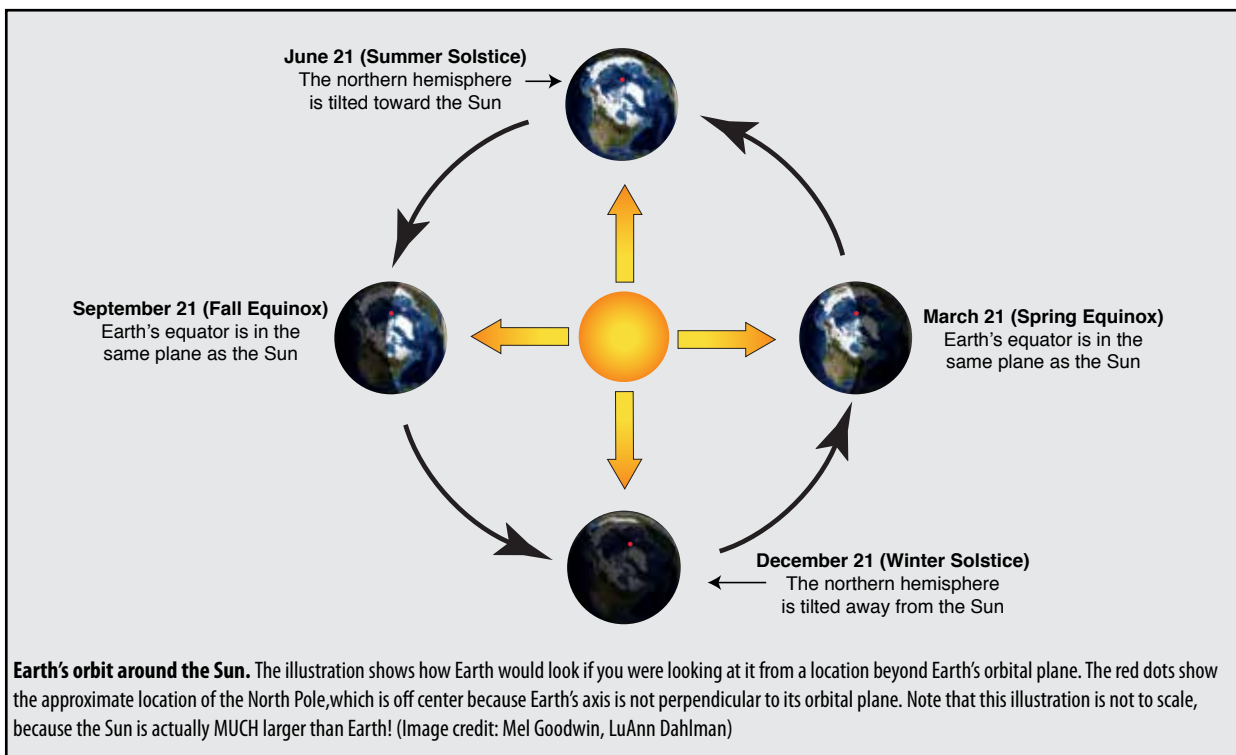 June 21 (Summer Solstice)
The northern hemisphere
is tilted toward the Sun
September 21 (Fall Equinox)
Earth's equator is in the
same plane as the Sun
March 21 (Spring Equinox)
Earth's equator is in the
same plane as the Sun
December 21 (Winter Solstice)
The northern hemisphere
is tilted away from the Sun
Earth's orbit around the Sun. The illustration shows how Earth would look if you were looking at it from a location beyond Earth's orbital plane. The red dots show
the approximate location of the North Pole,which is off center because Earth's axis is not perpendicular to its orbital plane. Note that this illustration is not to scale,
because the Sun is actually MUCH larger than Earth! (Image credit: Mel Goodwin, LuAnn Dahlman)